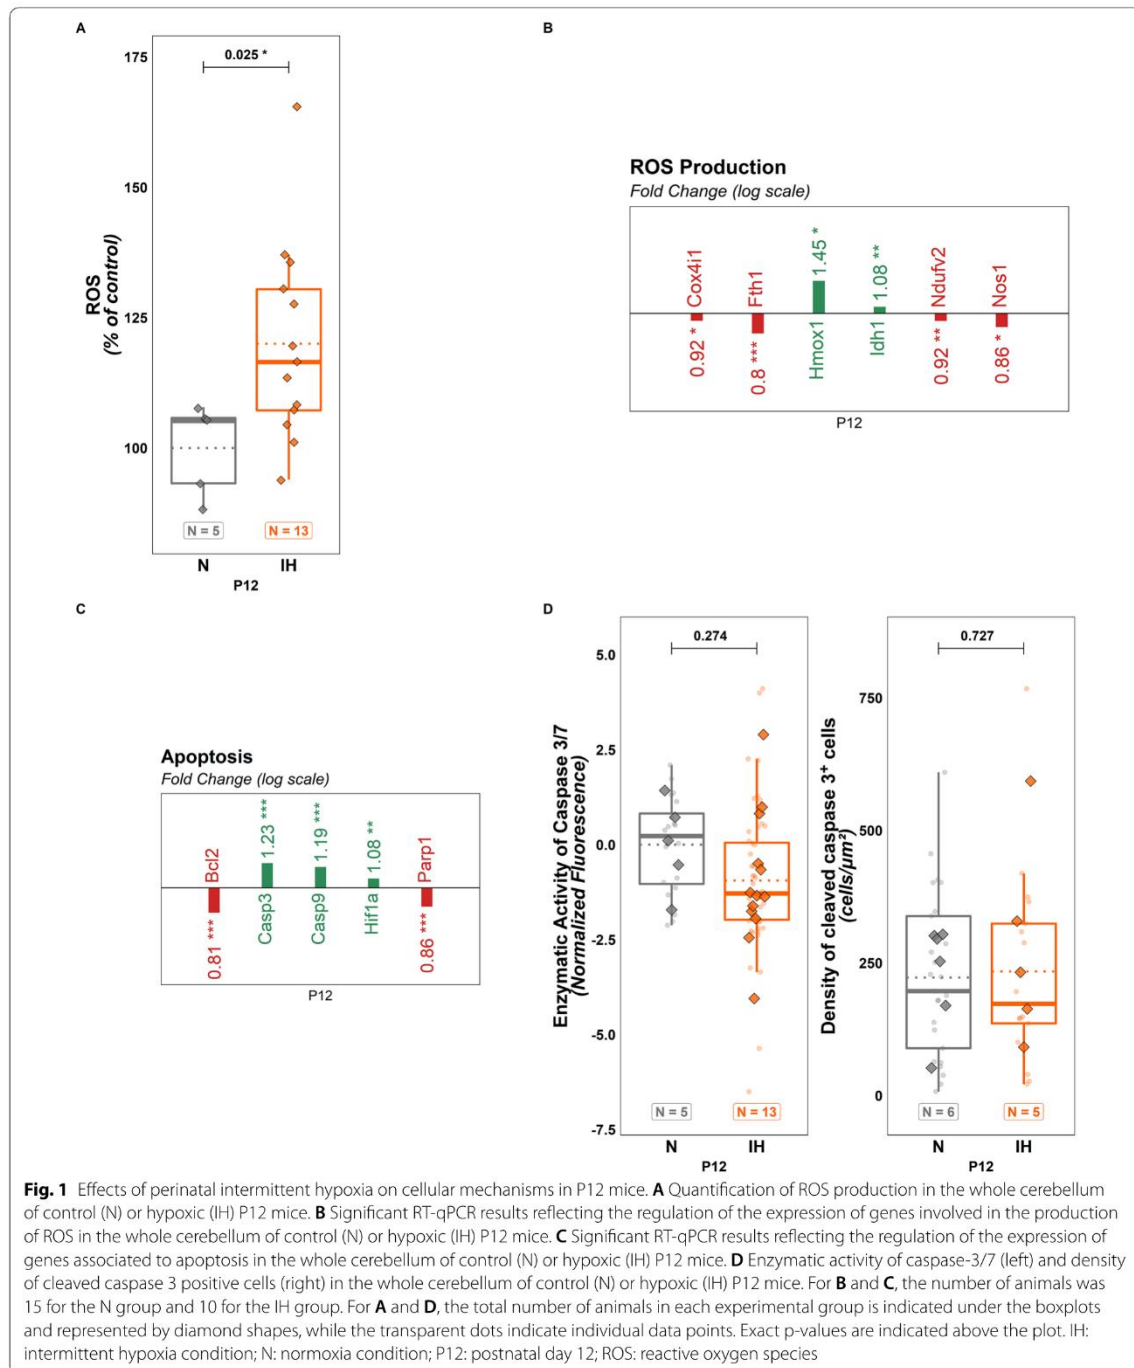 A
175
150
125
100
ROS
(% of control)
0.025 *
N = 5
N = 13
N
IH
P12
B
ROS Production
Fold Change (log scale)
Cox4i1
0.92 *
Fth1
0.8 ***
1.45 *
Hmox1
1.08 **
Idh1
Ndufv2
0.92 **
Nos1
0.86 *
P12
C
Apoptosis
Fold Change (log scale)
Bcl2
0.81 ***
1.23 ***
Casp3
1.19 ***
Casp9
1.08 **
Hif1a
Parp1
0.86 ***
P12
D
Enzymatic Activity of Caspase 3/7
(Normalized Fluorescence)
5.0
2.5
0.0
-2.5
-5.0
-7.5
0.274
N = 5
N = 13
N
IH
P12
Density of cleaved caspase 3⁺ cells
(cells/µm²)
750
500
250
0
0.727
N = 6
N = 5
N
IH
P12
Fig. 1 Effects of perinatal intermittent hypoxia on cellular mechanisms in P12 mice. A Quantification of ROS production in the whole cerebellum
of control (N) or hypoxic (IH) P12 mice. B Significant RT-qPCR results reflecting the regulation of the expression of genes involved in the production
of ROS in the whole cerebellum of control (N) or hypoxic (IH) P12 mice. C Significant RT-qPCR results reflecting the regulation of the expression of
genes associated to apoptosis in the whole cerebellum of control (N) or hypoxic (IH) P12 mice. D Enzymatic activity of caspase-3/7 (left) and density
of cleaved caspase 3 positive cells (right) in the whole cerebellum of control (N) or hypoxic (IH) P12 mice. For B and C, the number of animals was
15 for the N group and 10 for the IH group. For A and D, the total number of animals in each experimental group is indicated under the boxplots
and represented by diamond shapes, while the transparent dots indicate individual data points. Exact p-values are indicated above the plot. IH:
intermittent hypoxia condition; N: normoxia condition; P12: postnatal day 12; ROS: reactive oxygen species